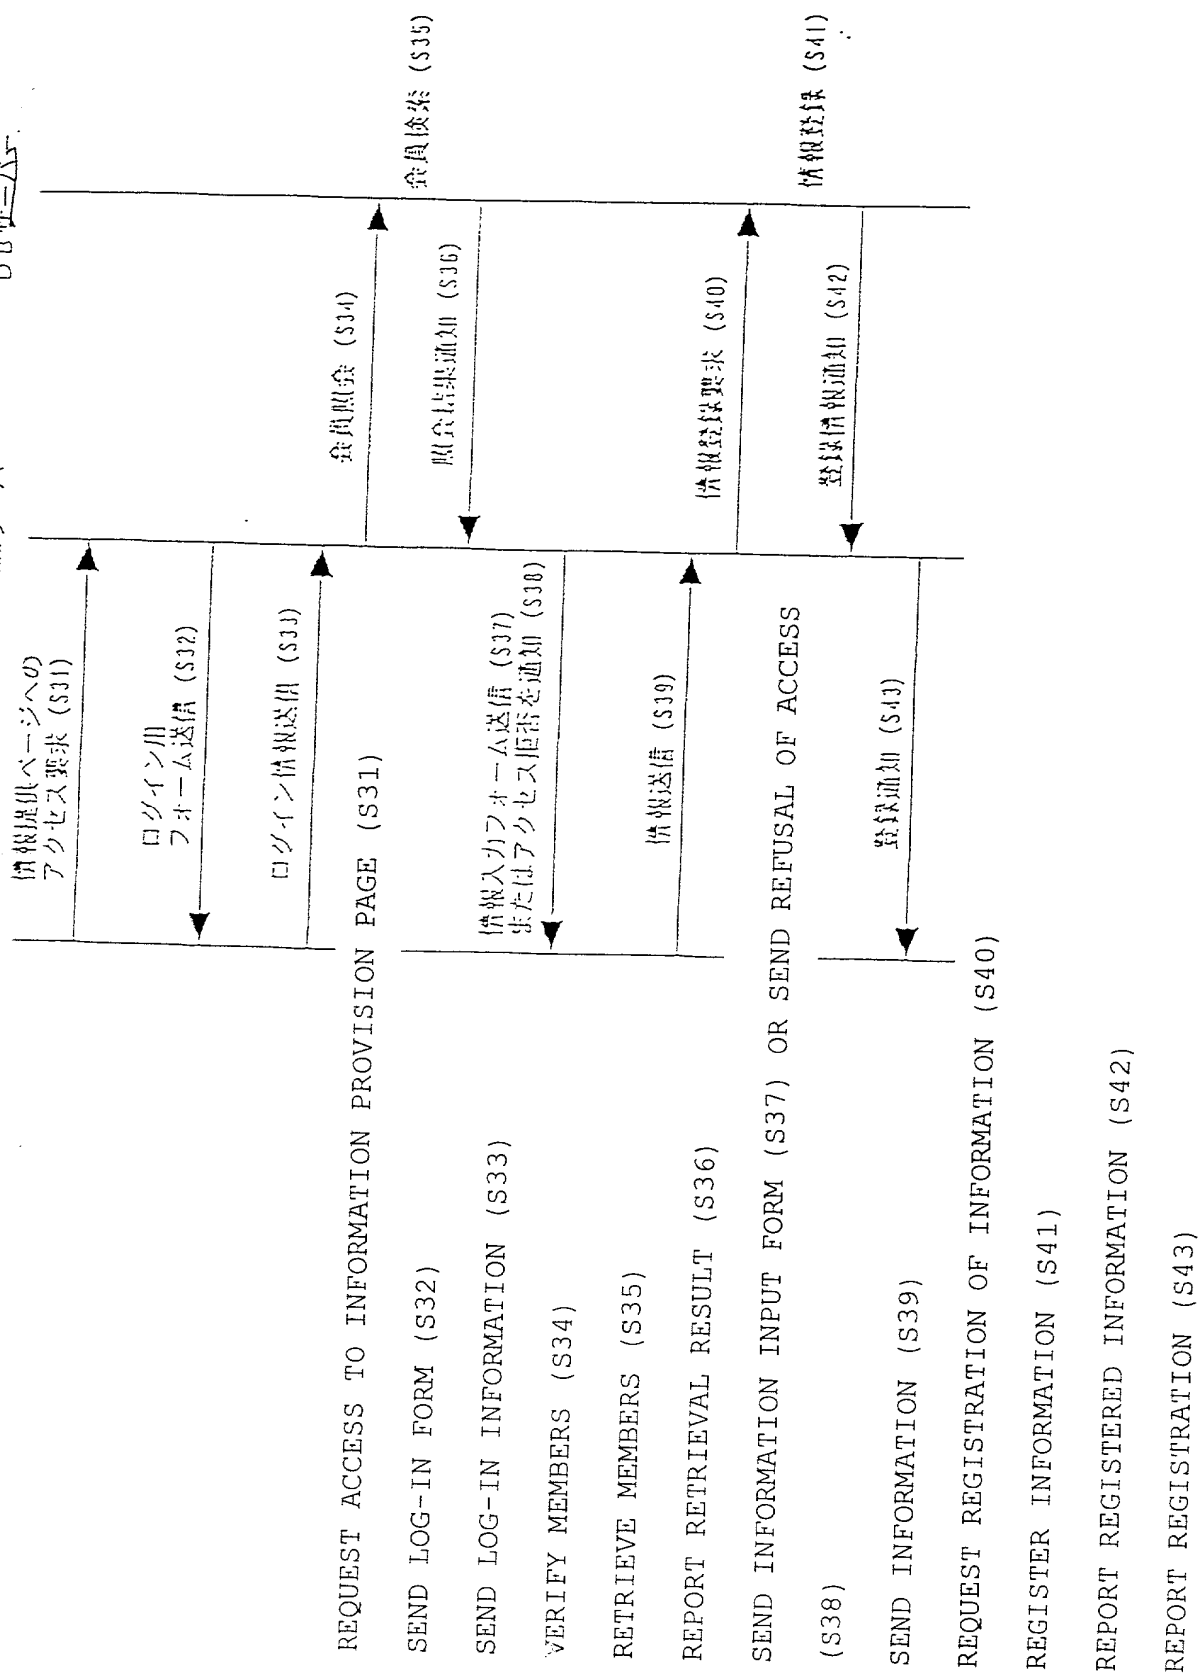 DBサーバー
情報提供ページへの
アクセス要求 (S31)
ログイン用
フォーム送信 (S32)
ログイン情報送信 (S33)
会員照会 (S34)
会員検索 (S35)
照会結果通知 (S36)
情報入力フォーム送信 (S37)
またはアクセス拒否を通知 (S38)
情報送信 (S39)
情報登録要求 (S40)
情報登録 (S41)
登録情報通知 (S42)
登録通知 (S43)
REQUEST ACCESS TO INFORMATION PROVISION PAGE (S31)
SEND LOG-IN FORM (S32)
SEND LOG-IN INFORMATION (S33)
VERIFY MEMBERS (S34)
RETRIEVE MEMBERS (S35)
REPORT RETRIEVAL RESULT (S36)
SEND INFORMATION INPUT FORM (S37) OR SEND REFUSAL OF ACCESS
(S38)
SEND INFORMATION (S39)
REQUEST REGISTRATION OF INFORMATION (S40)
REGISTER INFORMATION (S41)
REPORT REGISTERED INFORMATION (S42)
REPORT REGISTRATION (S43)